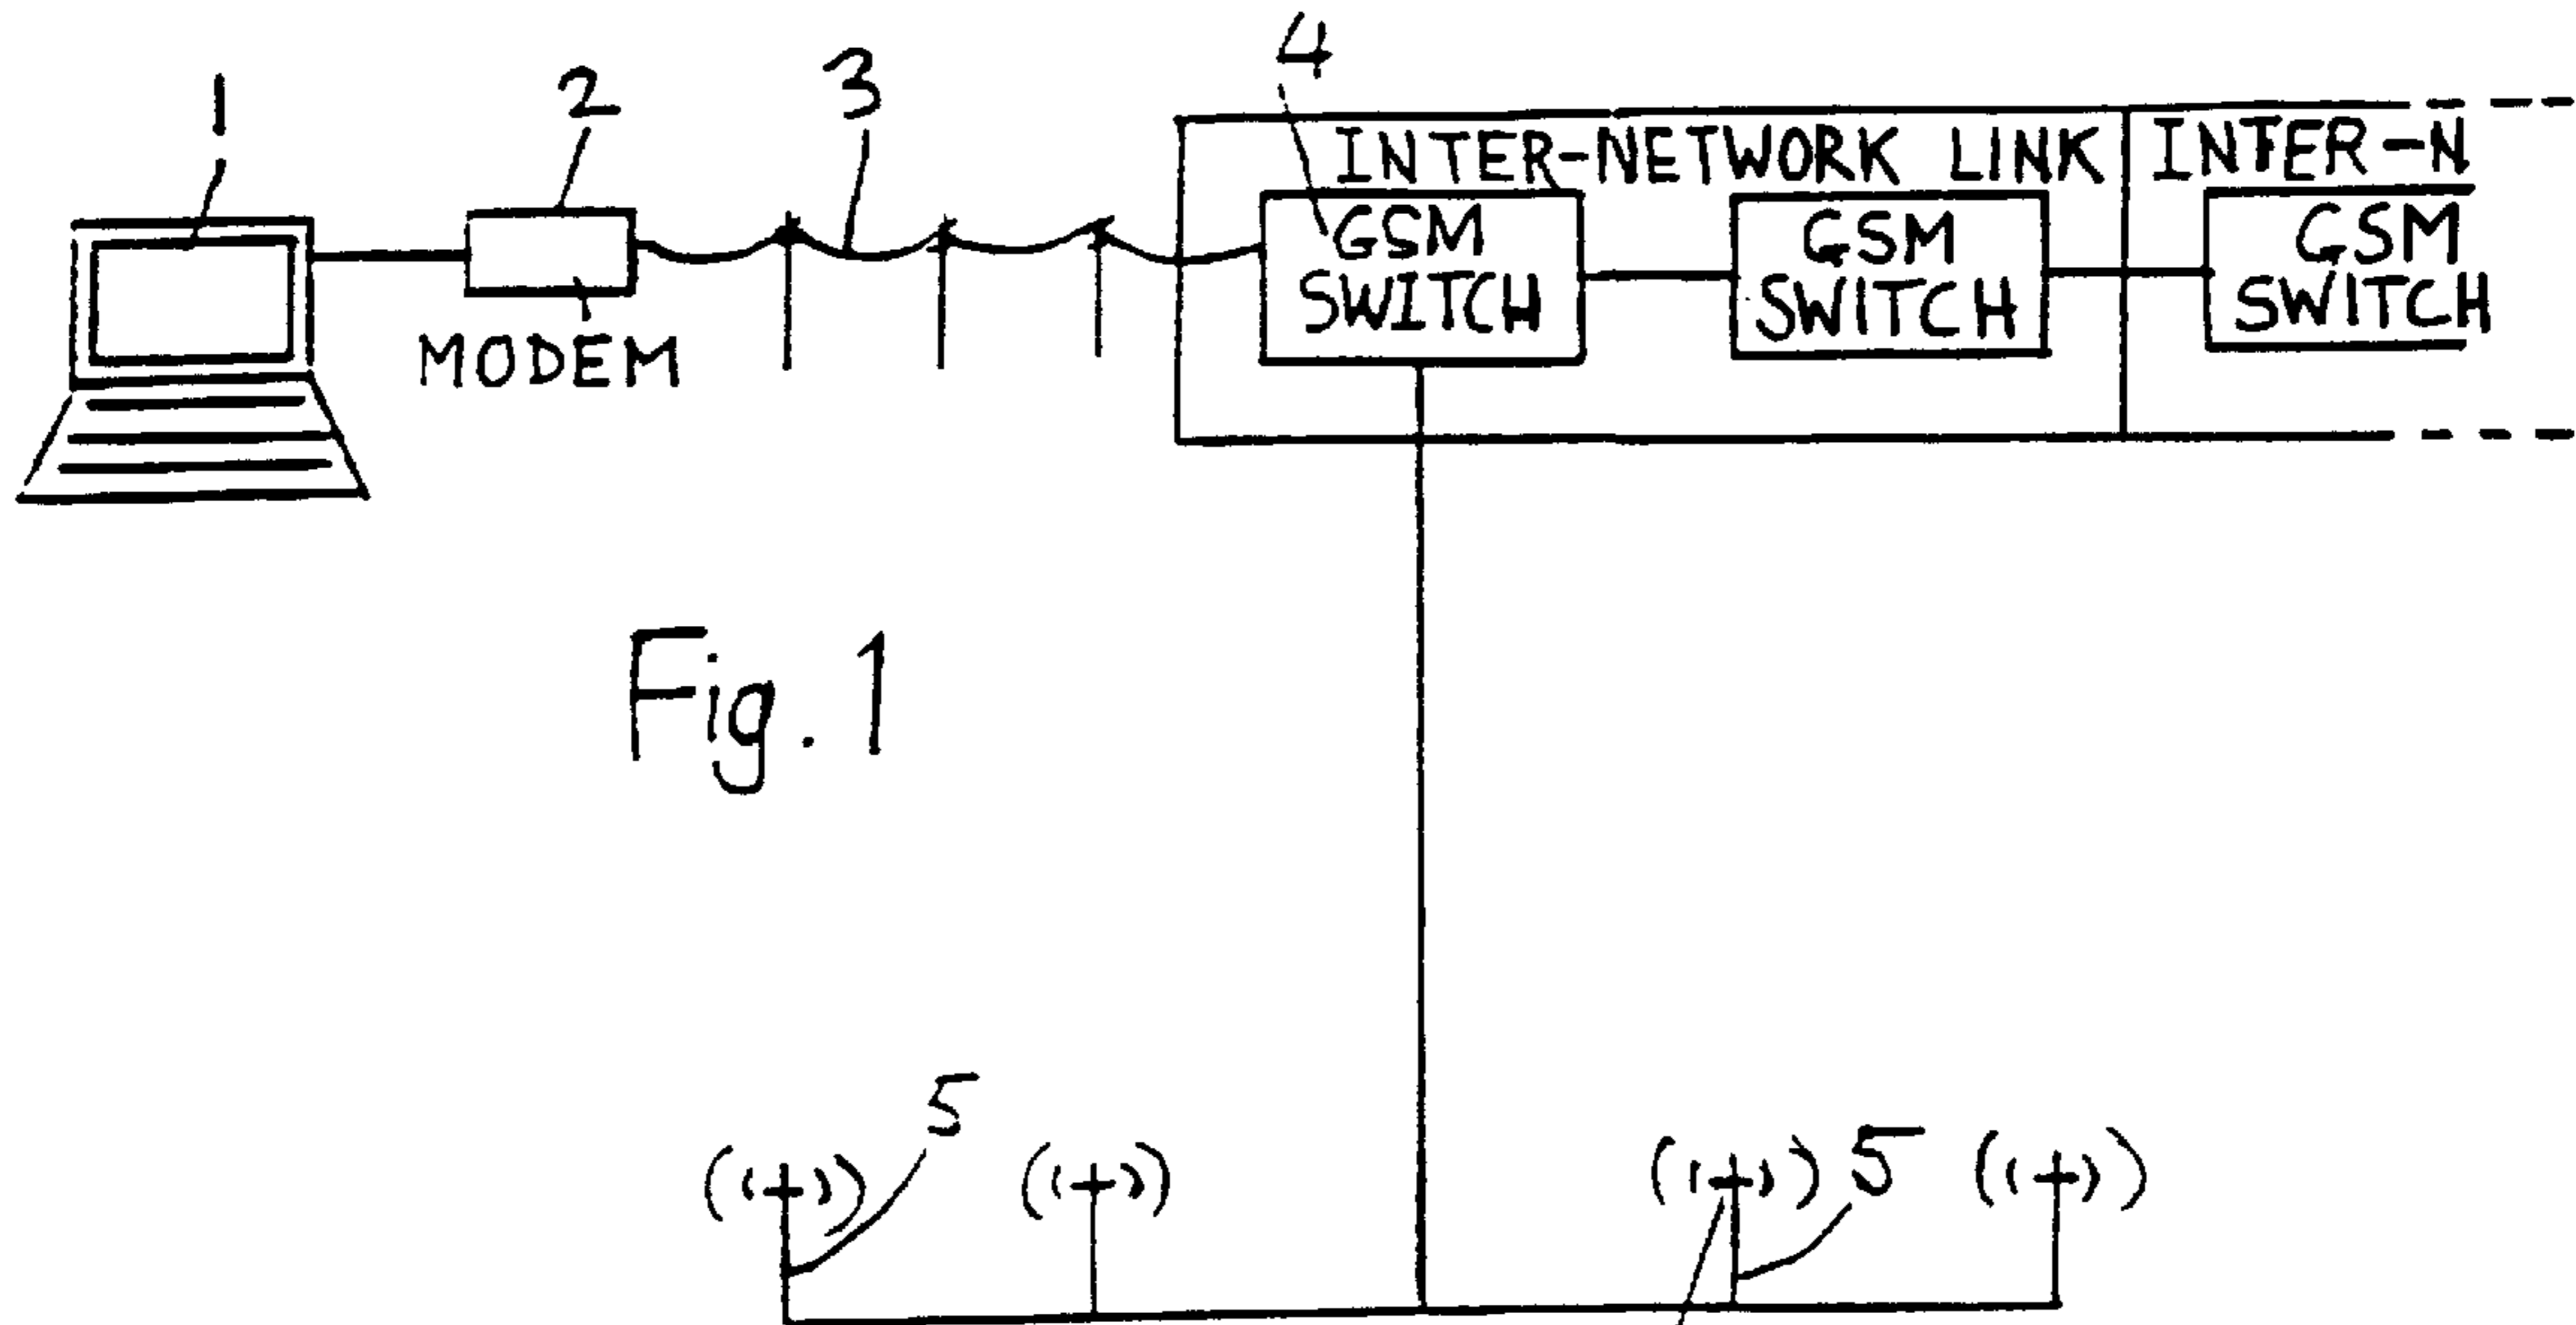 1
2
3
4
INTER-NETWORK LINK
INTER-N
GSM
SWITCH
GSM
SWITCH
GSM
SWITCH
MODEM
Fig. 1
5
5